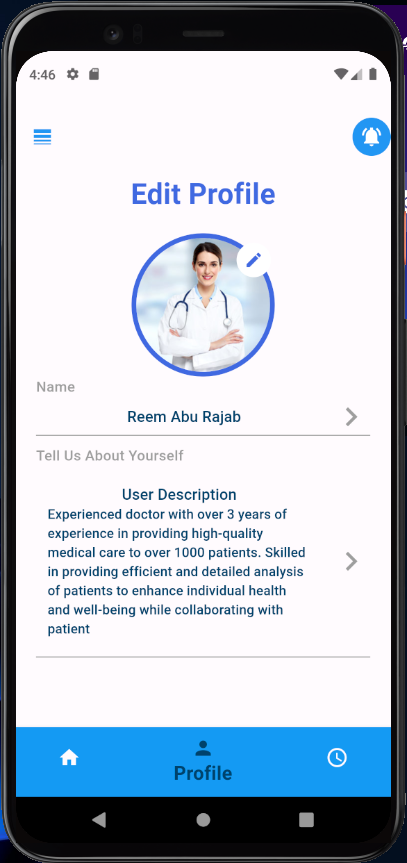 4:46
Edit Profile
Name
Reem Abu Rajab
Tell Us About Yourself
User Description
Experienced doctor with over 3 years of
experience in providing high-quality
medical care to over 1000 patients. Skilled
in providing efficient and detailed analysis
of patients to enhance individual health
and well-being while collaborating with
patient
Profile